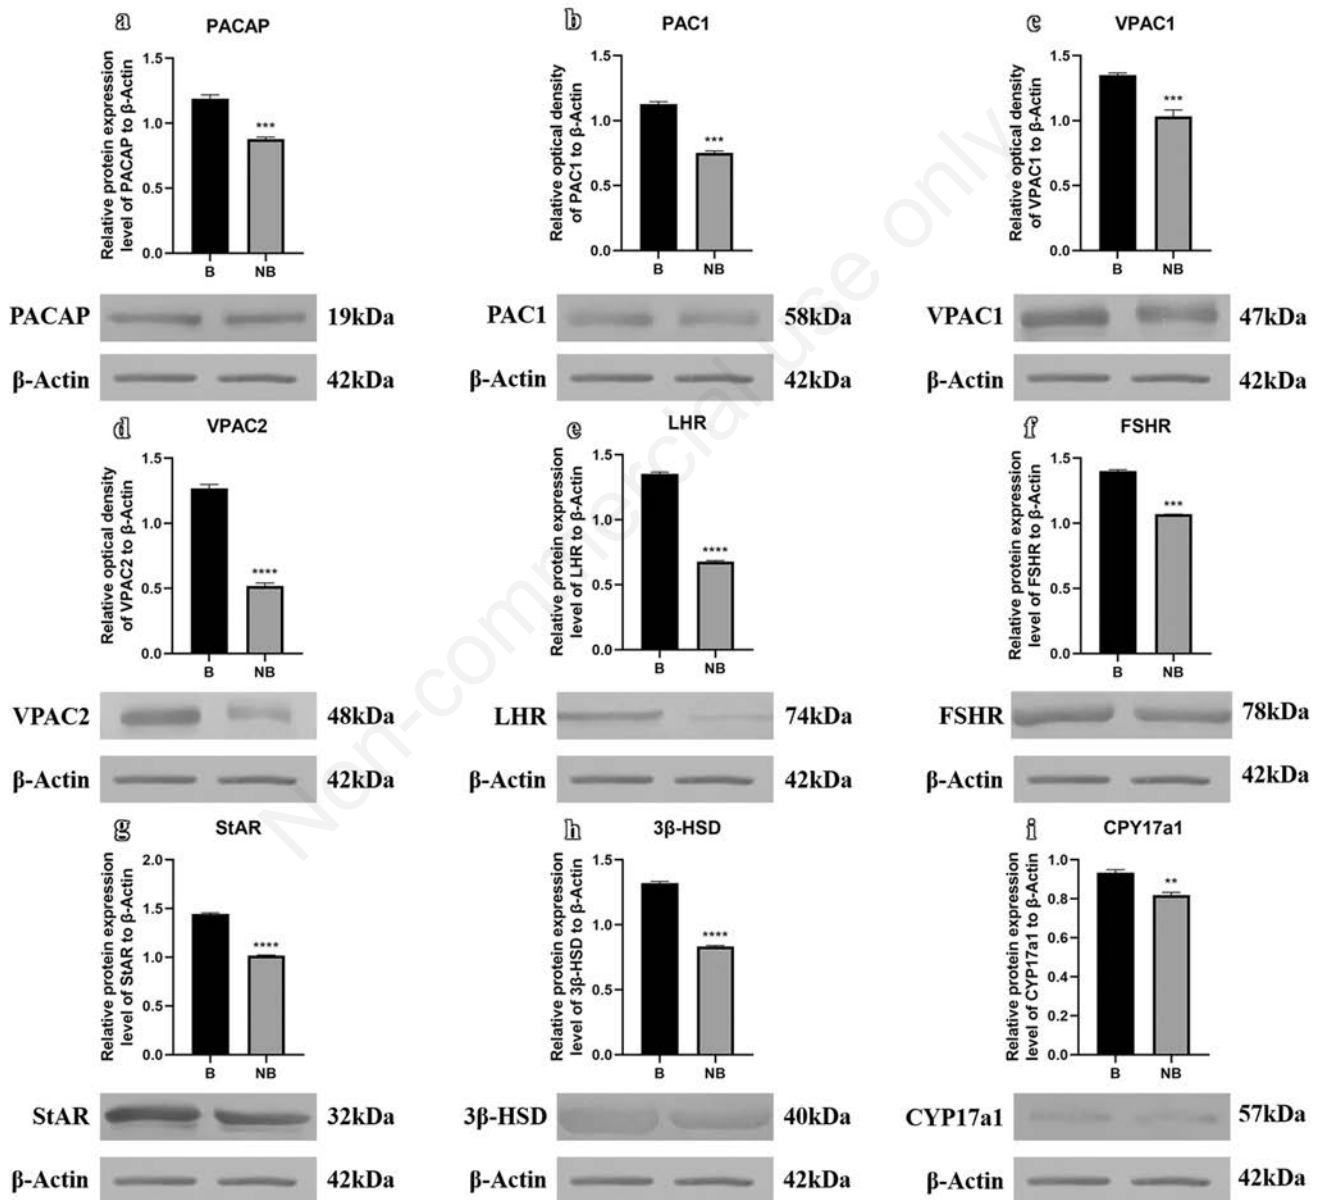 a PACAP
Relative protein expression
level of PACAP to β-Actin
1.5
1.0
0.5
0.0
***
B NB
PACAP 19kDa
β-Actin 42kDa
b PAC1
Relative optical density
of PAC1 to β-Actin
1.5
1.0
0.5
0.0
***
B NB
PAC1 58kDa
β-Actin 42kDa
c VPAC1
Relative optical density
of VPAC1 to β-Actin
1.5
1.0
0.5
0.0
***
B NB
VPAC1 47kDa
β-Actin 42kDa
d VPAC2
Relative optical density
of VPAC2 to β-Actin
1.5
1.0
0.5
0.0
****
B NB
VPAC2 48kDa
β-Actin 42kDa
e LHR
Relative protein expression
level of LHR to β-Actin
1.5
1.0
0.5
0.0
****
B NB
LHR 74kDa
β-Actin 42kDa
f FSHR
Relative protein expression
level of FSHR to β-Actin
1.5
1.0
0.5
0.0
***
B NB
FSHR 78kDa
β-Actin 42kDa
g StAR
Relative protein expression
level of StAR to β-Actin
2.0
1.5
1.0
0.5
0.0
****
B NB
StAR 32kDa
β-Actin 42kDa
h 3β-HSD
Relative protein expression
level of 3β-HSD to β-Actin
1.5
1.0
0.5
0.0
****
B NB
3β-HSD 40kDa
β-Actin 42kDa
i CPY17a1
Relative protein expression
level of CYP17a1 to β-Actin
1.0
0.8
0.6
0.4
0.2
0.0
**
B NB
CYP17a1 57kDa
β-Actin 42kDa
Non-commercial use only